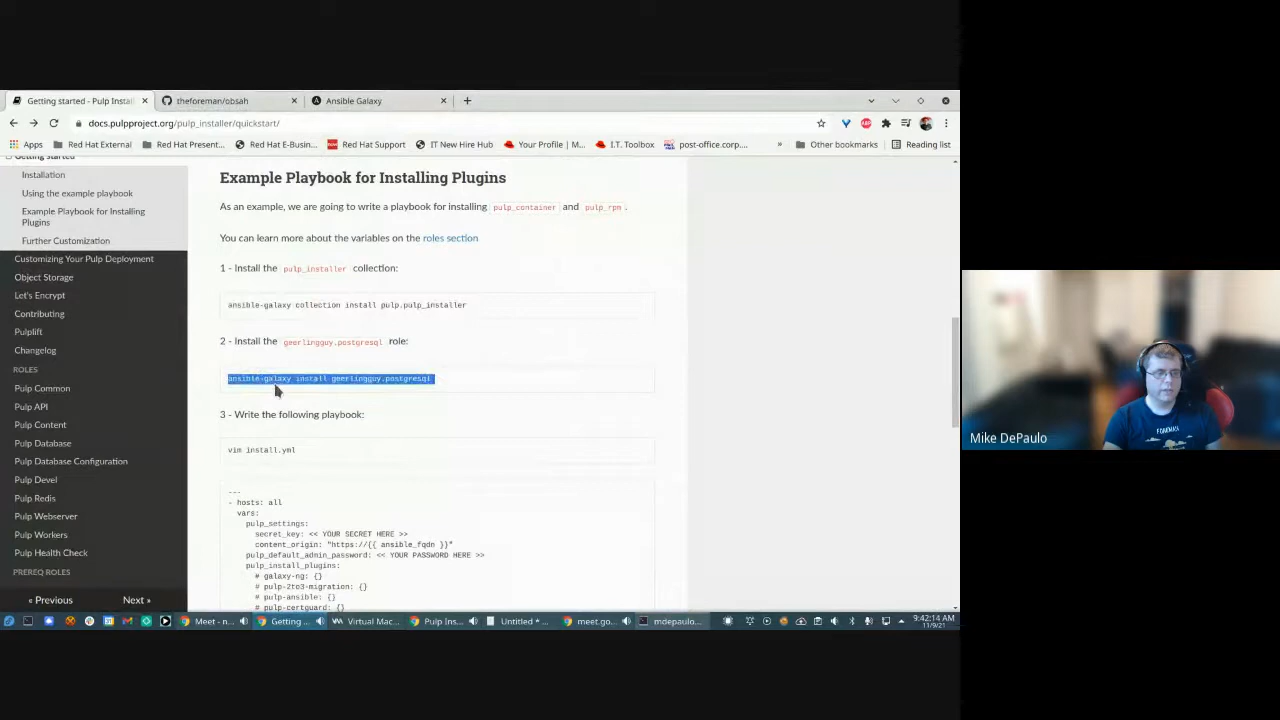 Getting started - Pulp Instal
theforeman/obsah
Ansible Galaxy
docs.pulpproject.org/pulp_installer/quickstart/
Apps
Red Hat External
Red Hat Present...
Red Hat E-Busin...
Red Hat Support
IT New Hire Hub
Your Profile | M...
I.T. Toolbox
post-office.corp....
»
Other bookmarks
Reading list
Getting started
Installation
Using the example playbook
Example Playbook for Installing
Plugins
Further Customization
Customizing Your Pulp Deployment
Object Storage
Let's Encrypt
Contributing
Pulplift
Changelog
ROLES
Pulp Common
Pulp API
Pulp Content
Pulp Database
Pulp Database Configuration
Pulp Devel
Pulp Redis
Pulp Webserver
Pulp Workers
Pulp Health Check
PREREQ ROLES
« Previous
Next »
Example Playbook for Installing Plugins
As an example, we are going to write a playbook for installing pulp_container and pulp_rpm .
You can learn more about the variables on the roles section
1 - Install the pulp_installer collection:
ansible-galaxy collection install pulp.pulp_installer
2 - Install the geerlingguy.postgresql role:
ansible-galaxy install geerlingguy.postgresql
3 - Write the following playbook:
vim install.yml
---
- hosts: all
vars:
pulp_settings:
secret_key: << YOUR SECRET HERE >>
content_origin: "https://{{ ansible_fqdn }}"
pulp_default_admin_password: << YOUR PASSWORD HERE >>
pulp_install_plugins:
# galaxy-ng: {}
# pulp-2to3-migration: {}
# pulp-ansible: {}
# pulp-certguard: {}
Meet - n...
Getting ...
Virtual Mac...
Pulp Ins...
Untitled * ...
meet.go...
mdepaulo...
9:42:14 AM
11/9/21
Mike DePaulo